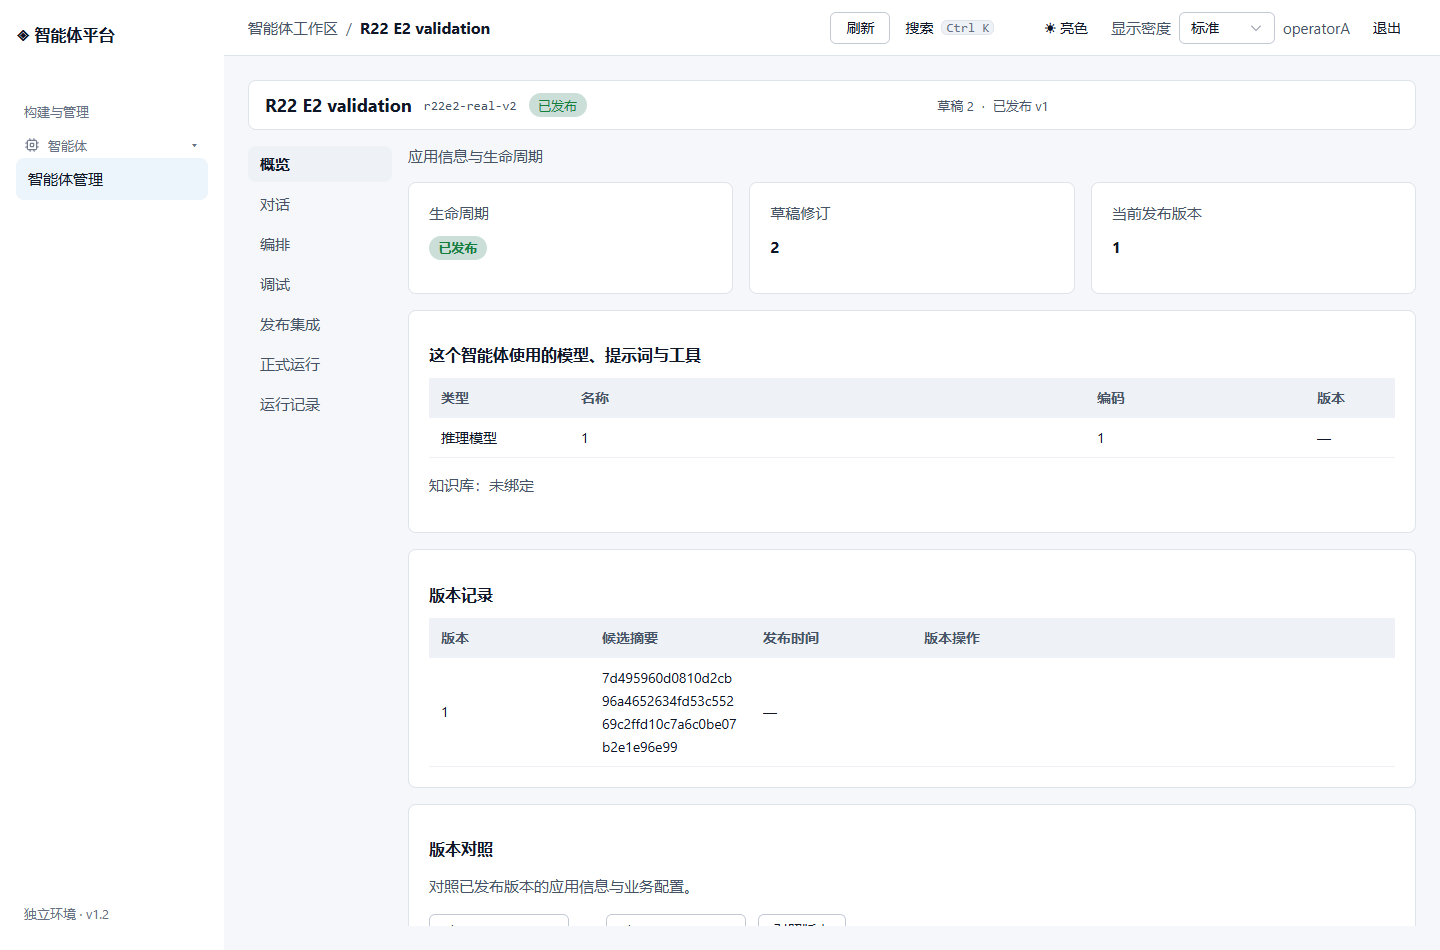 ◈ 智能体平台
智能体工作区 / R22 E2 validation
刷新 搜索 Ctrl K ☀ 亮色 显示密度 标准 operatorA 退出
构建与管理
智能体
智能体管理
独立环境 · v1.2
R22 E2 validation r22e2-real-v2 已发布 草稿 2 · 已发布 v1
概览
对话
编排
调试
发布集成
正式运行
运行记录
应用信息与生命周期
生命周期
已发布
草稿修订
2
当前发布版本
1
这个智能体使用的模型、提示词与工具
类型 名称 编码 版本
推理模型 1 1 —
知识库：未绑定
版本记录
版本 候选摘要 发布时间 版本操作
1 7d495960d0810d2cb —
96a4652634fd53c552
69c2ffd10c7a6c0be07
b2e1e96e99
版本对照
对照已发布版本的应用信息与业务配置。